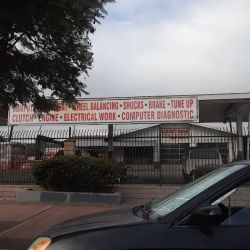 WHEEL BALANCING • SHOCKS • BRAKE • TUNE UP
CLUTCH • ENGINE • ELECTRICAL WORK • COMPUTER DIAGNOSTIC